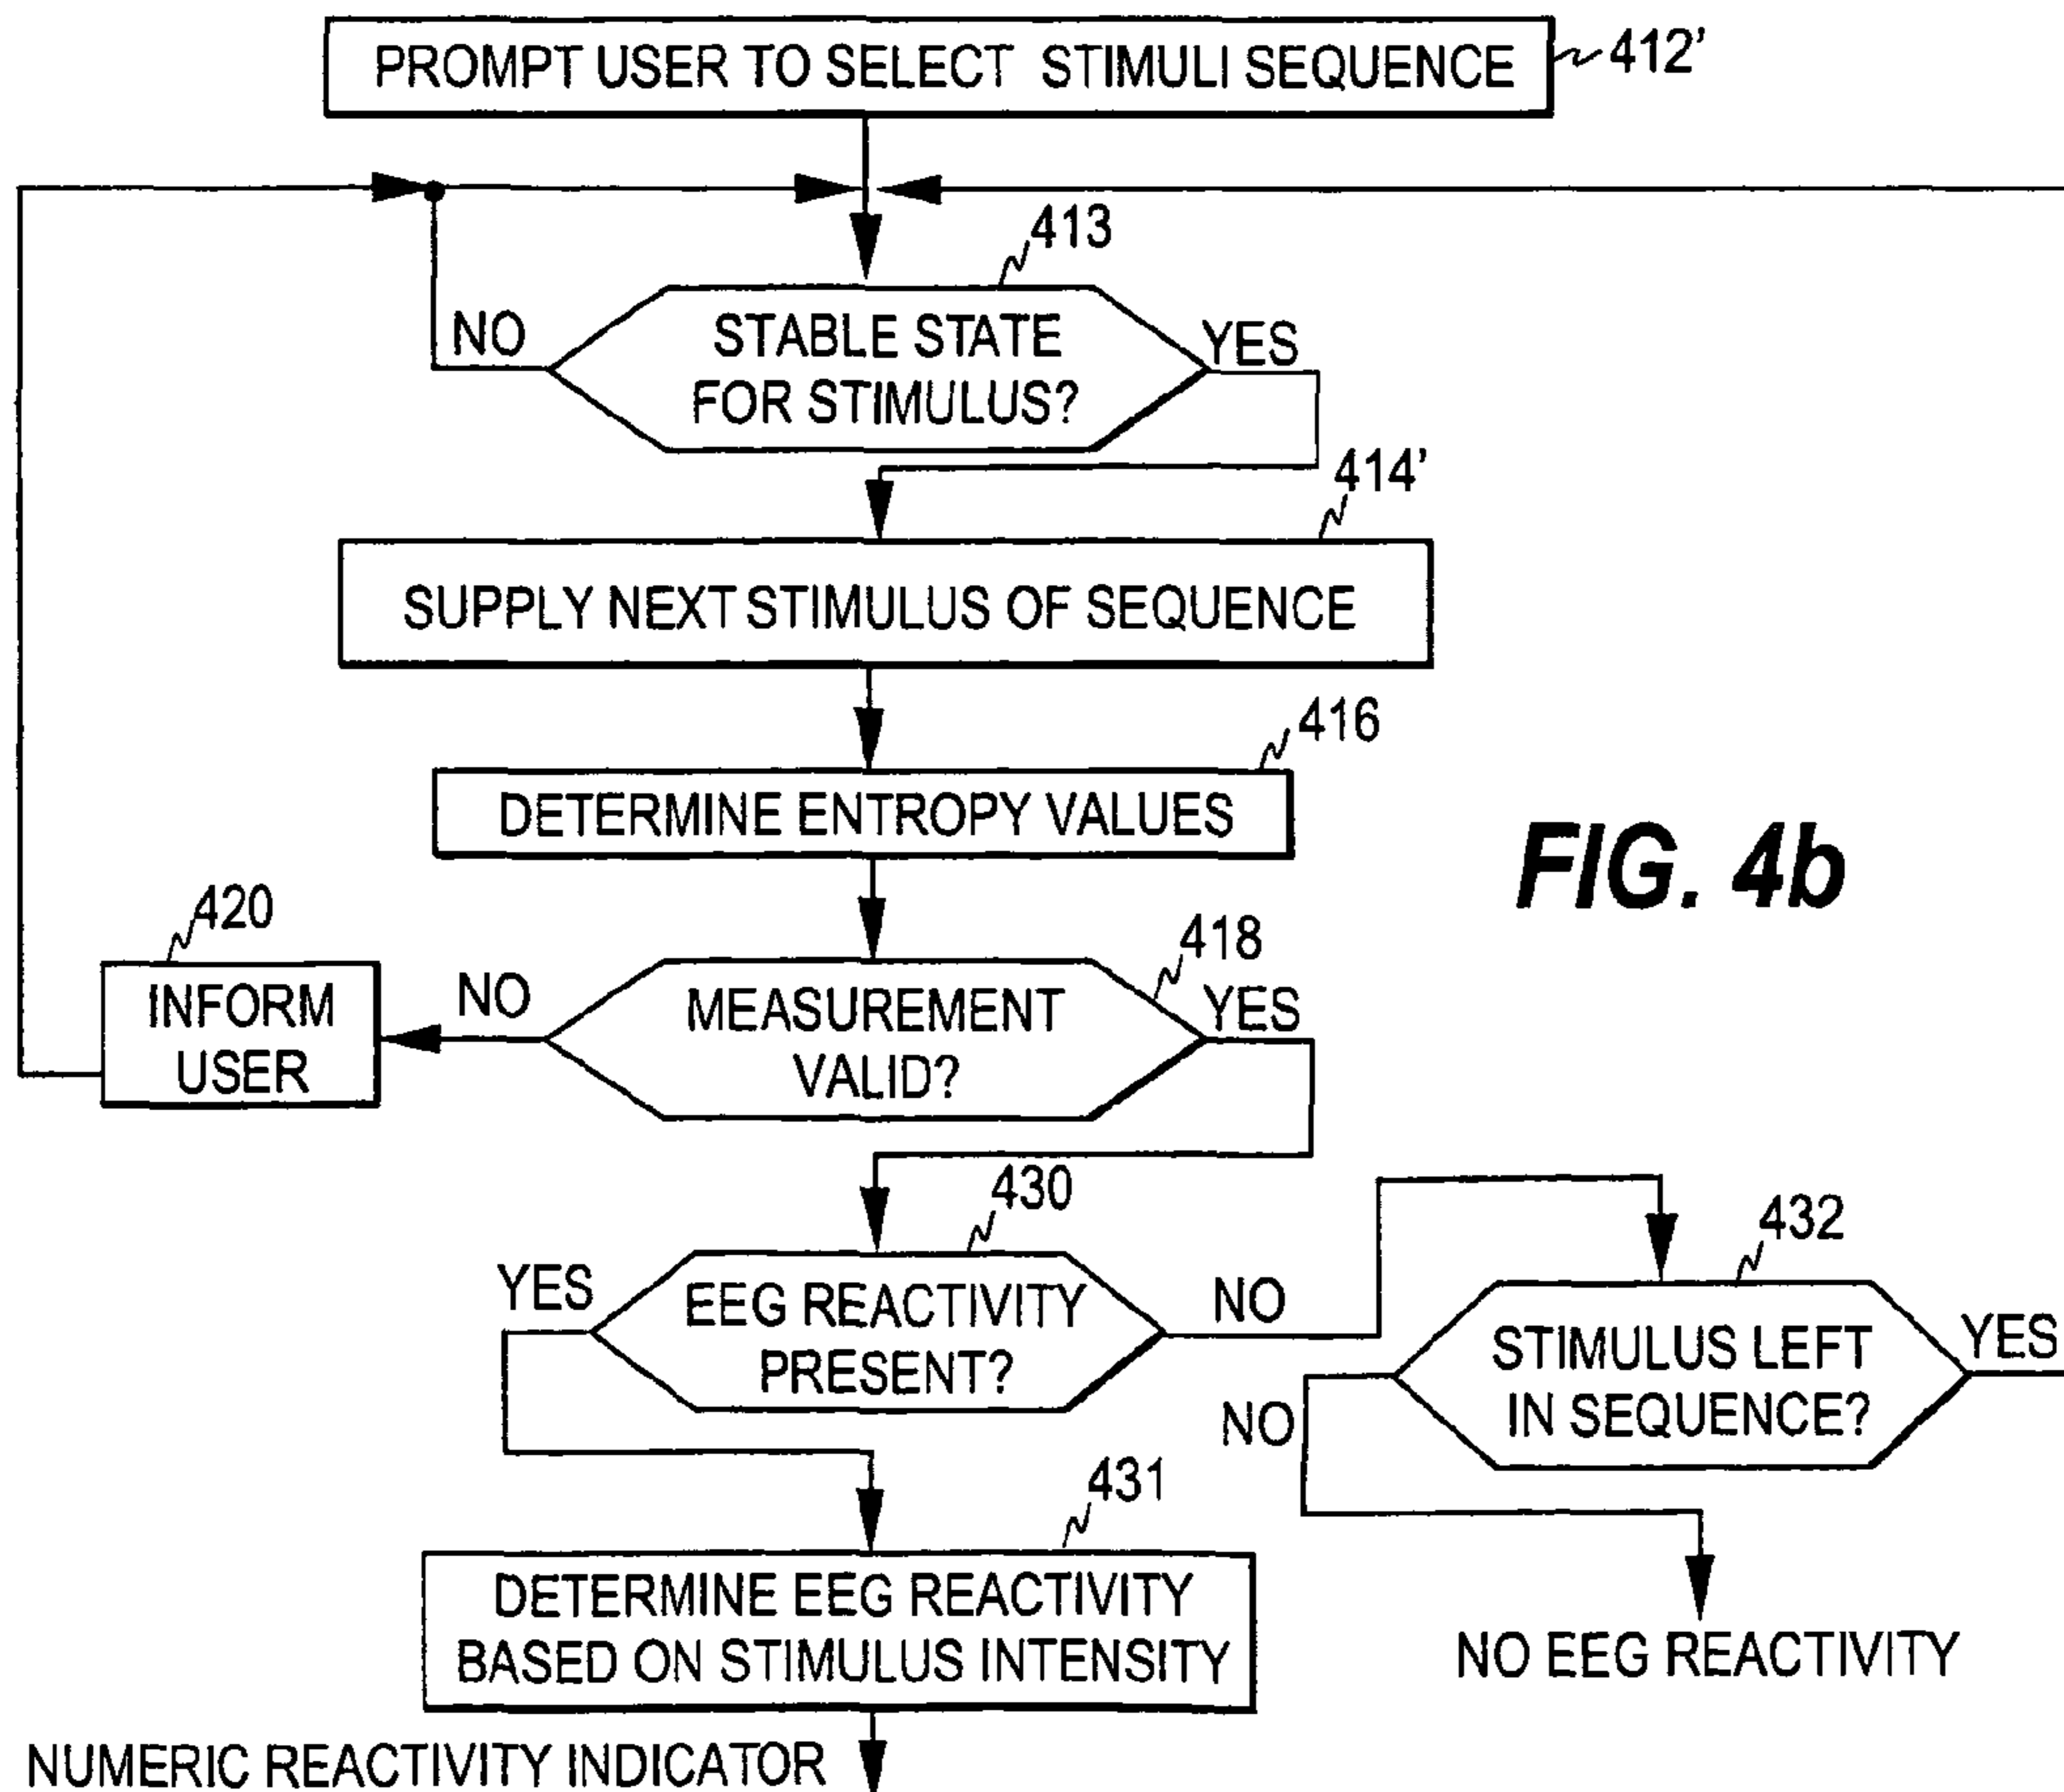 PROMPT USER TO SELECT STIMULI SEQUENCE
412'
413
NO
STABLE STATE
FOR STIMULUS?
YES
414'
SUPPLY NEXT STIMULUS OF SEQUENCE
416
DETERMINE ENTROPY VALUES
FIG. 4b
420
INFORM
USER
NO
418
MEASUREMENT
VALID?
YES
430
YES
EEG REACTIVITY
PRESENT?
NO
432
STIMULUS LEFT
IN SEQUENCE?
YES
NO
431
DETERMINE EEG REACTIVITY
BASED ON STIMULUS INTENSITY
NO EEG REACTIVITY
NUMERIC REACTIVITY INDICATOR